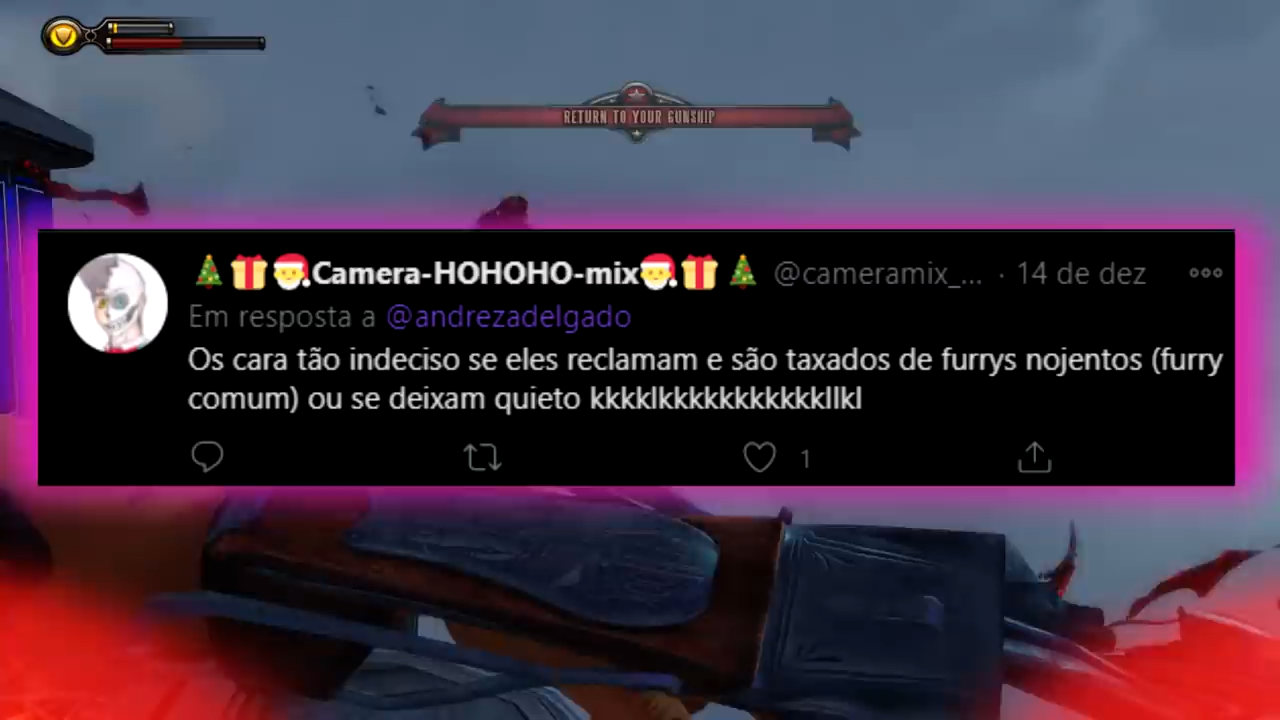 RETURN TO YOUR GUNSHIP
🎄🎁🎅Camera-HOHOHO-mix🎅🎁🎄 @cameramix_... · 14 de dez
Em resposta a @andrezadelgado
Os cara tão indeciso se eles reclamam e são taxados de furrys nojentos (furry
comum) ou se deixam quieto kkkklkkkkkkkkkkkkllkl
1